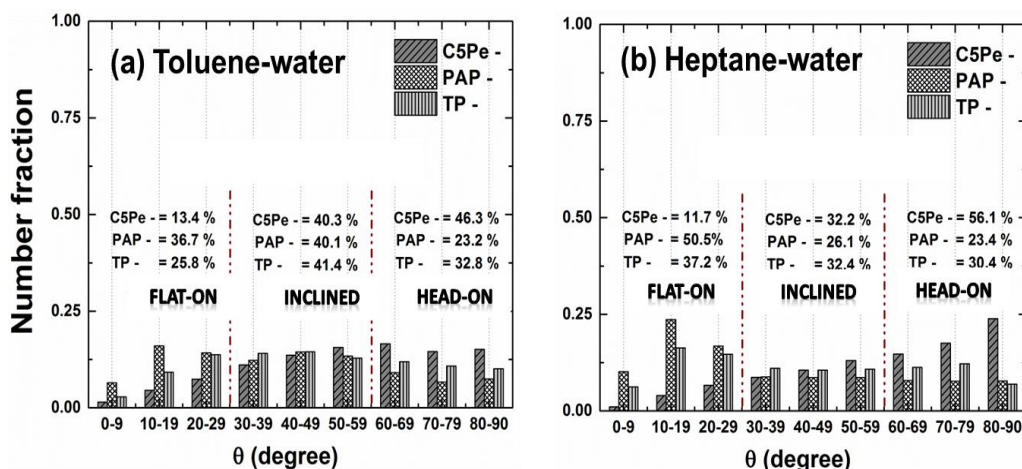 Number fraction
1.00
0.75
0.50
0.25
0.00
(a) Toluene-water
C5Pe -
PAP -
TP -
C5Pe - = 13.4 %
PAP - = 36.7 %
TP - = 25.8 %
C5Pe - = 40.3 %
PAP - = 40.1 %
TP - = 41.4 %
C5Pe - = 46.3 %
PAP - = 23.2 %
TP - = 32.8 %
FLAT-ON
INCLINED
HEAD-ON
0-9 10-19 20-29 30-39 40-49 50-59 60-69 70-79 80-90
θ (degree)
1.00
0.75
0.50
0.25
0.00
(b) Heptane-water
C5Pe -
PAP -
TP -
C5Pe - = 11.7 %
PAP - = 50.5%
TP - = 37.2 %
C5Pe - = 32.2 %
PAP - = 26.1 %
TP - = 32.4 %
C5Pe - = 56.1 %
PAP - = 23.4 %
TP - = 30.4 %
FLAT-ON
INCLINED
HEAD-ON
0-9 10-19 20-29 30-39 40-49 50-59 60-69 70-79 80-90
θ (degree)